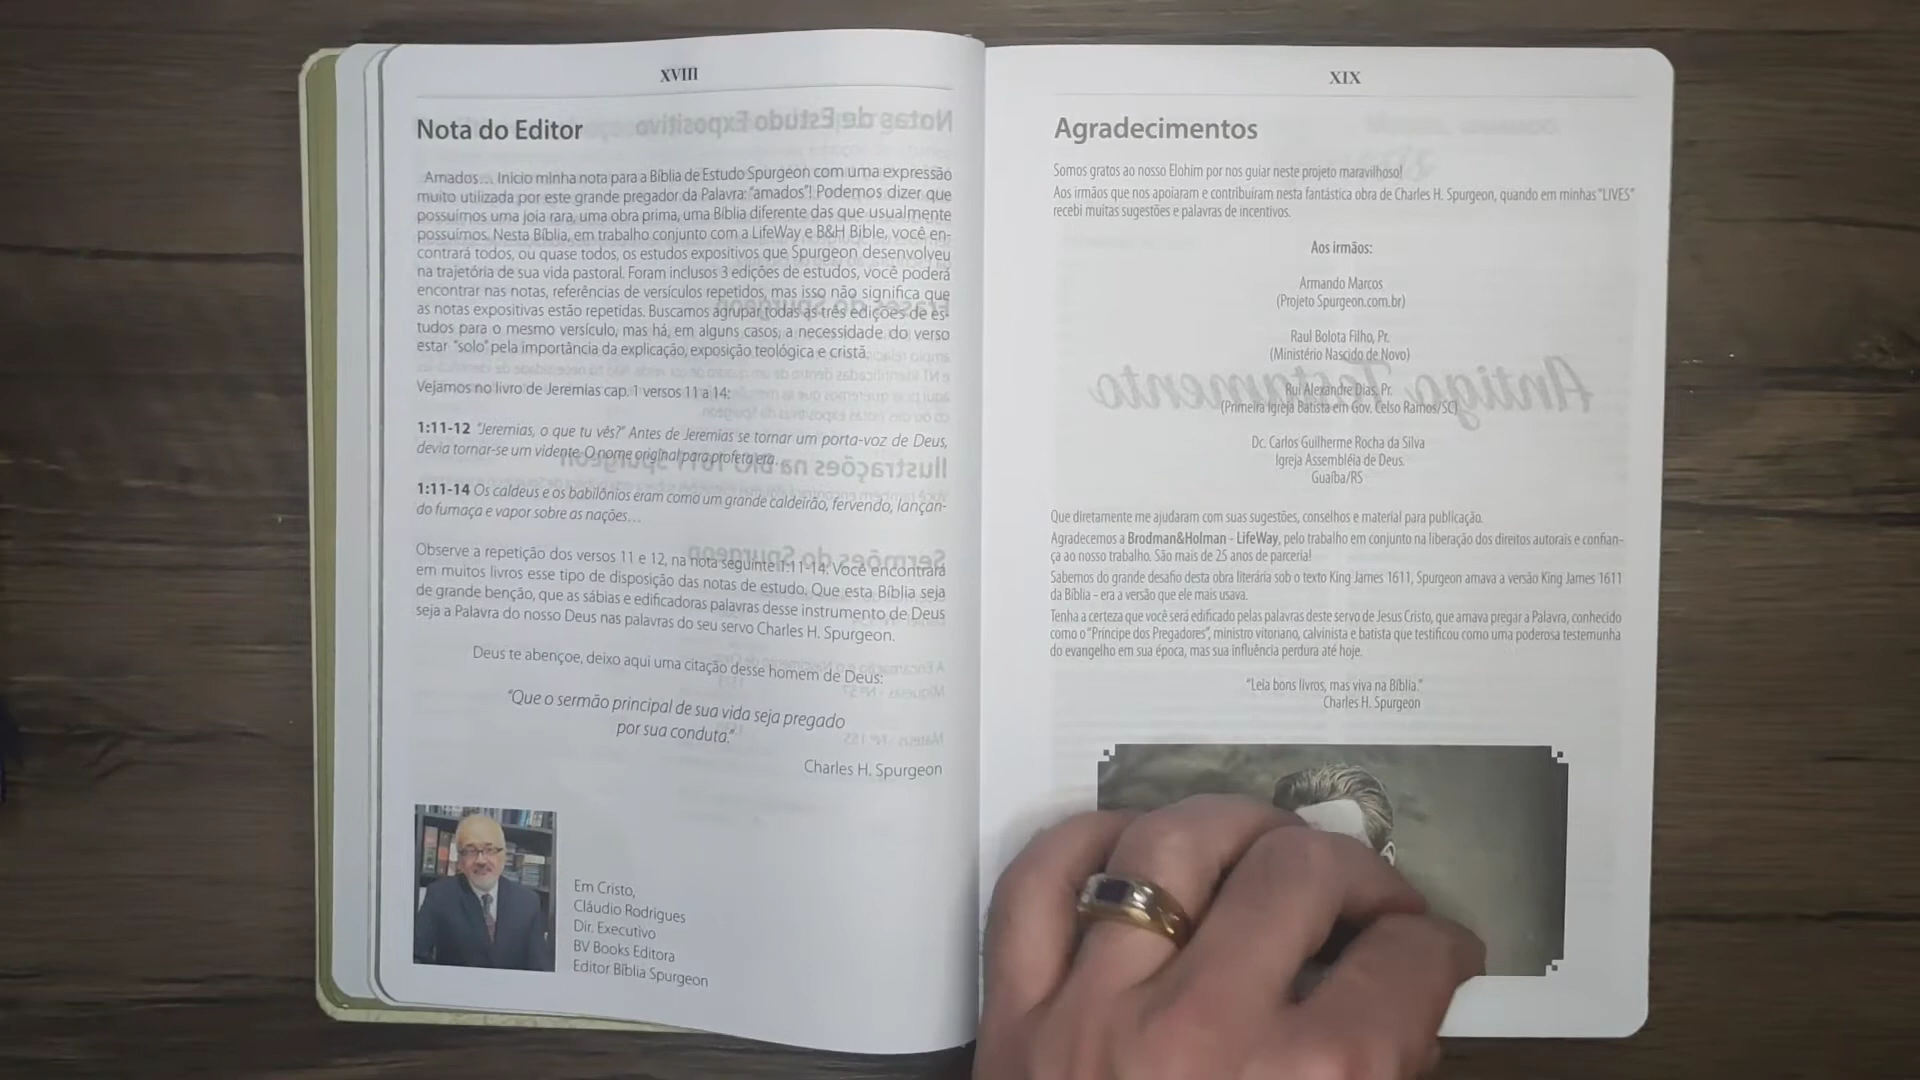 XVIII
Nota do Editor
Amados... Inicio minha nota para a Bíblia de Estudo Spurgeon com uma expressão
muito utilizada por este grande pregador da Palavra: "amados"! Podemos dizer que
possuímos uma joia rara, uma obra prima, uma Bíblia diferente das que usualmente
possuímos. Nesta Bíblia, em trabalho conjunto com a LifeWay e B&H Bible, você en-
contrará todos, ou quase todos, os estudos expositivos que Spurgeon desenvolveu
na trajetória de sua vida pastoral. Foram inclusos 3 edições de estudos, você poderá
encontrar nas notas, referências de versículos repetidos, mas isso não significa que
as notas expositivas estão repetidas. Buscamos agrupar todas as três edições de es-
tudos para o mesmo versículo, mas há, em alguns casos, a necessidade do verso
estar "solo" pela importância da explicação, exposição teológica e cristã.
Vejamos no livro de Jeremias cap. 1 versos 11 a 14:
1:11-12 "Jeremias, o que tu vês?" Antes de Jeremias se tornar um porta-voz de Deus,
devia tornar-se um vidente. O nome original para profeta era...
1:11-14 Os caldeus e os babilônios eram como um grande caldeirão, fervendo, lançan-
do fumaça e vapor sobre as nações...
Observe a repetição dos versos 11 e 12, na nota seguinte 1:11-14. Você encontrará
em muitos livros esse tipo de disposição das notas de estudo. Que esta Bíblia seja
de grande benção, que as sábias e edificadoras palavras desse instrumento de Deus
seja a Palavra do nosso Deus nas palavras do seu servo Charles H. Spurgeon.
Deus te abençoe, deixo aqui uma citação desse homem de Deus:
"Que o sermão principal de sua vida seja pregado
por sua conduta."
Charles H. Spurgeon
Em Cristo,
Cláudio Rodrigues
Dir. Executivo
BV Books Editora
Editor Bíblia Spurgeon
XIX
Agradecimentos
Somos gratos ao nosso Elohim por nos guiar neste projeto maravilhoso!
Aos irmãos que nos apoiaram e contribuíram nesta fantástica obra de Charles H. Spurgeon, quando em minhas "LIVES"
recebi muitas sugestões e palavras de incentivos.
Aos irmãos:
Armando Marcos
(Projeto Spurgeon.com.br)
Raul Bolota Filho, Pr.
(Ministério Nascido de Novo)
Rui Alexandre Dias, Pr.
(Primeira Igreja Batista em Gov. Celso Ramos/SC)
Dc. Carlos Guilherme Rocha da Silva
Igreja Assembléia de Deus.
Guaíba/RS
Que diretamente me ajudaram com suas sugestões, conselhos e material para publicação.
Agradecemos a Brodman&Holman - LifeWay, pelo trabalho em conjunto na liberação dos direitos autorais e confian-
ça ao nosso trabalho. São mais de 25 anos de parceria!
Sabemos do grande desafio desta obra literária sob o texto King James 1611, Spurgeon amava a versão King James 1611
da Bíblia - era a versão que ele mais usava.
Tenha a certeza que você será edificado pelas palavras deste servo de Jesus Cristo, que amava pregar a Palavra, conhecido
como o "Príncipe dos Pregadores", ministro vitoriano, calvinista e batista que testificou como uma poderosa testemunha
do evangelho em sua época, mas sua influência perdura até hoje.
"Leia bons livros, mas viva na Bíblia."
Charles H. Spurgeon